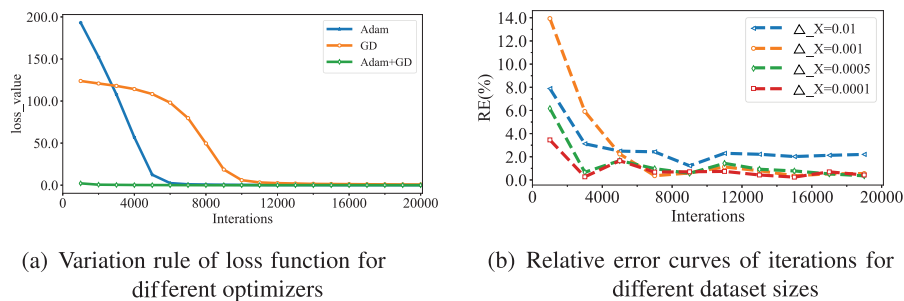 200.0
150.0
100.0
50.0
0.0
loss_value
0
4000
8000
12000
16000
20000
Interations
Adam
GD
Adam+GD
14.0
12.0
10.0
8.0
6.0
4.0
2.0
0.0
RE(%)
0
4000
8000
12000
16000
20000
Interations
△_X=0.01
△_X=0.001
△_X=0.0005
△_X=0.0001
(a) Variation rule of loss function for
different optimizers
(b) Relative error curves of iterations for
different dataset sizes